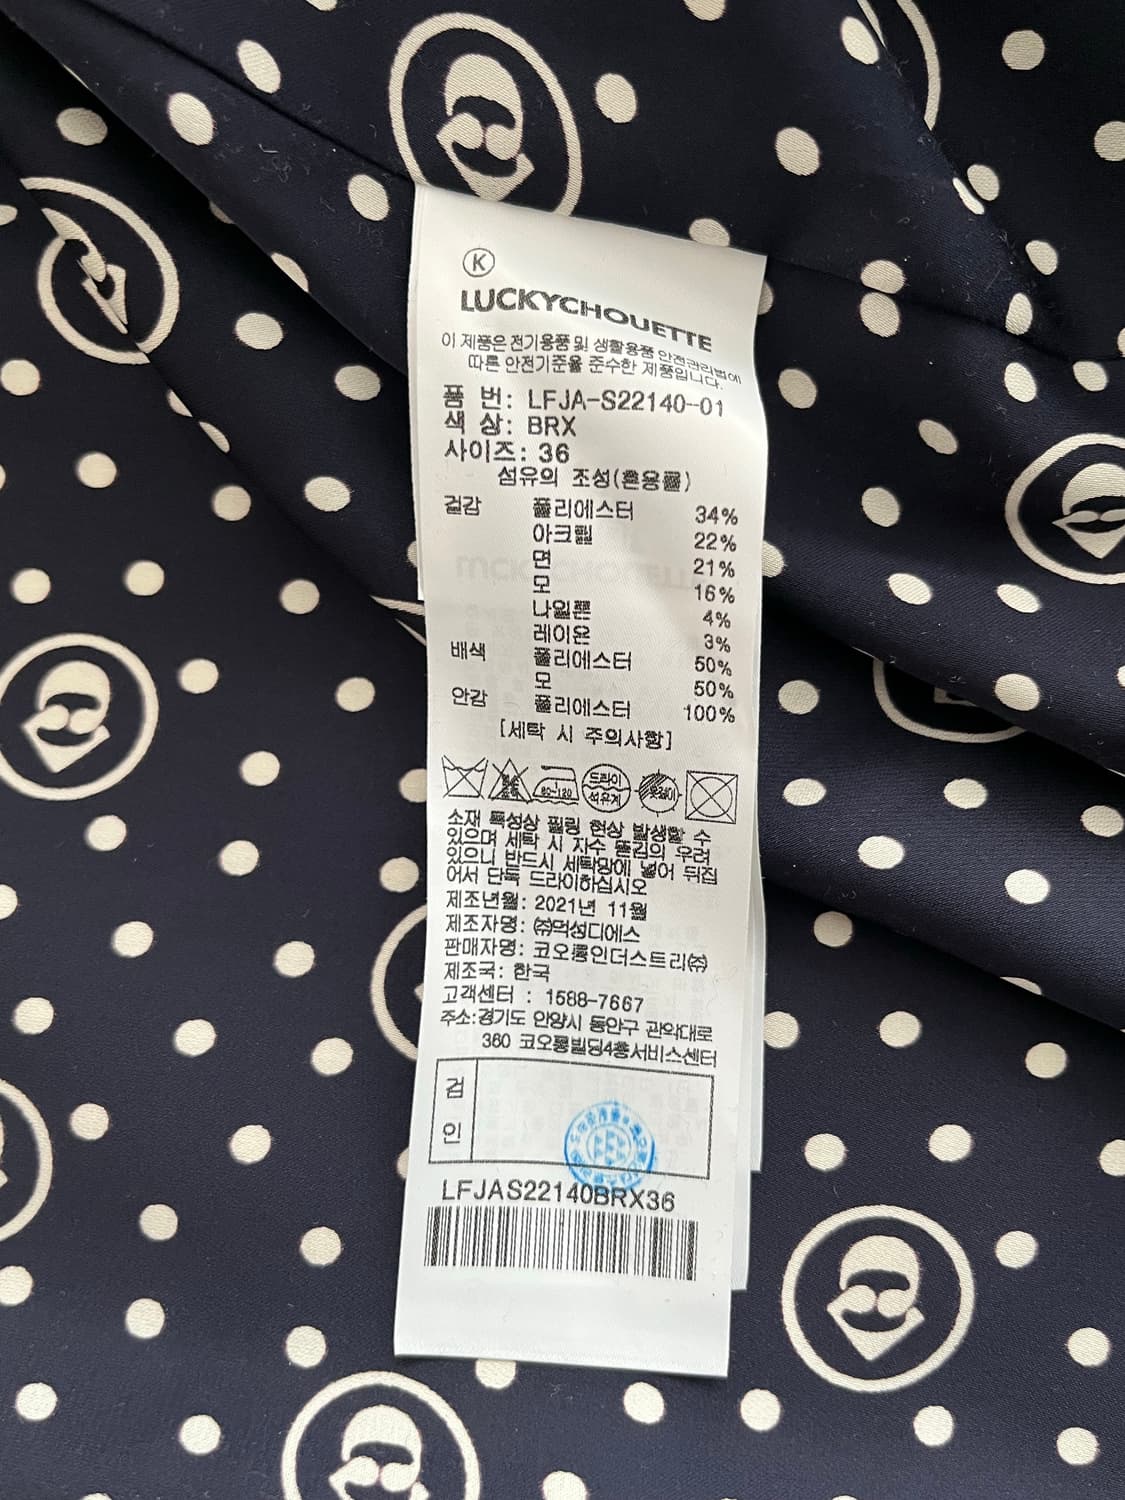 K
LUCKYCHOUETTE
이 제품은 전기용품 및 생활용품 안전관리법에
따른 안전기준을 준수한 제품입니다.
품 번: LFJA-S22140-01
색 상: BRX
사이즈: 36
섬유의 조성(혼용률)
겉감 폴리에스터 34%
아크릴 22%
면 21%
모 16%
나일론 4%
레이온 3%
배색 폴리에스터 50%
모 50%
안감 폴리에스터 100%
[세탁 시 주의사항]
80~120 드라이 석유계 옷걸이
소재 특성상 필링 현상 발생할 수
있으며 세탁 시 자수 뜯김의 우려
있으니 반드시 세탁망에 넣어 뒤집
어서 단독 드라이하십시오
제조년월: 2021년 11월
제조자명: ㈜덕성디에스
판매자명: 코오롱인더스트리㈜
제조국: 한국
고객센터 : 1588-7667
주소:경기도 안양시 동안구 관악대로
360 코오롱빌딩4층서비스센터
검
인
LFJAS22140BRX36